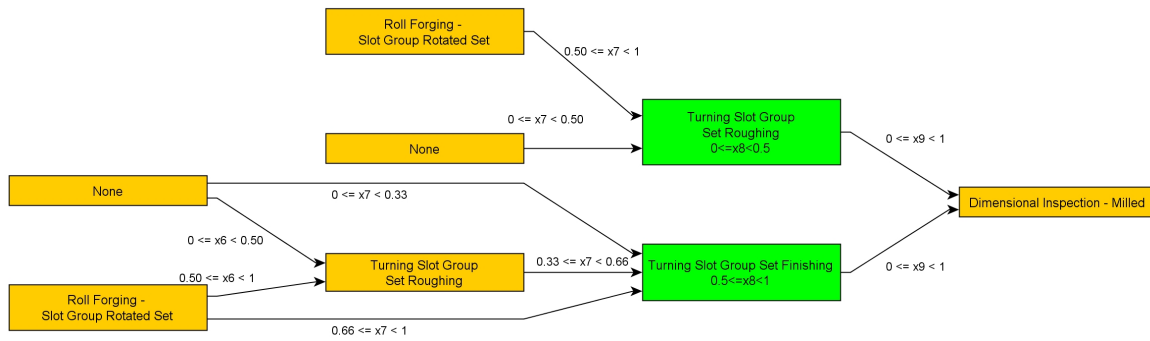 Roll Forging -
Slot Group Rotated Set
0.50 <= x7 < 1
0 <= x7 < 0.50
None
Turning Slot Group
Set Roughing
0<=x8<0.5
0 <= x9 < 1
None
0 <= x7 < 0.33
Dimensional Inspection - Milled
0 <= x6 < 0.50
Turning Slot Group
Set Roughing
0.33 <= x7 < 0.66
Turning Slot Group Set Finishing
0.5<=x8<1
0 <= x9 < 1
0.50 <= x6 < 1
Roll Forging -
Slot Group Rotated Set
0.66 <= x7 < 1